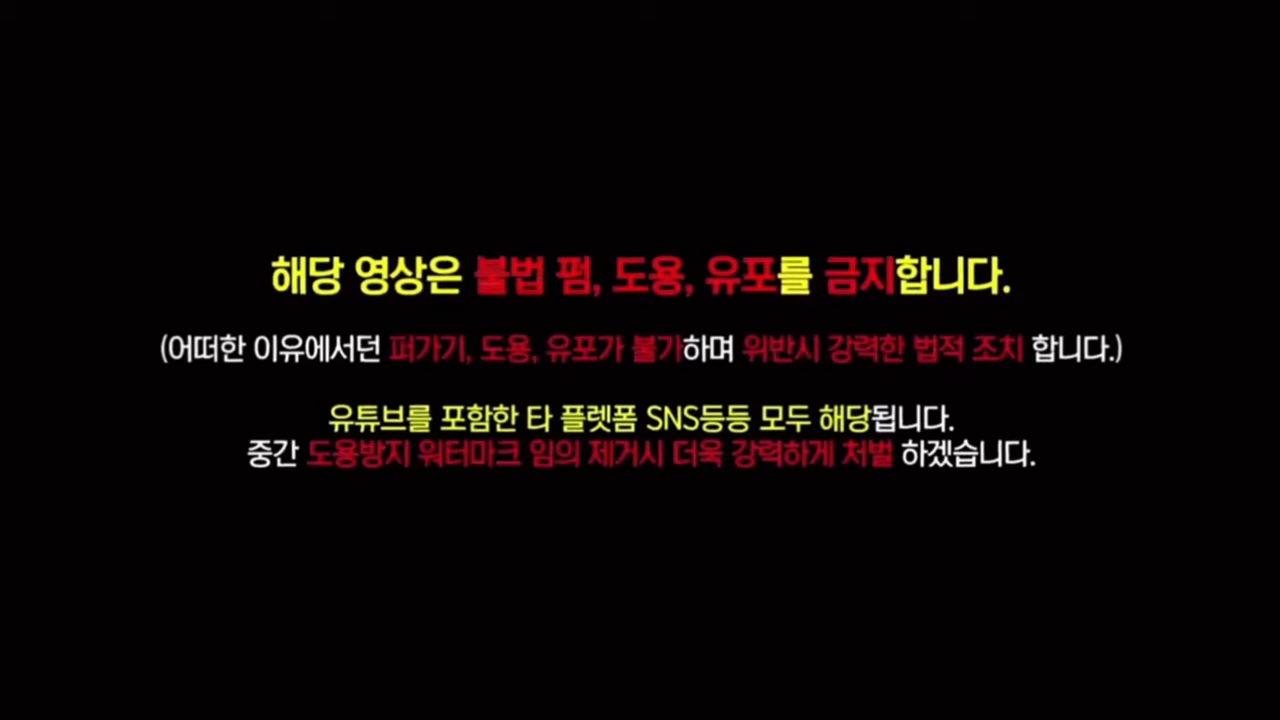 해당 영상은 불법 펌, 도용, 유포를 금지합니다.
(어떠한 이유에서던 퍼가기, 도용, 유포가 불가하며 위반시 강력한 법적 조치 합니다.)
유튜브를 포함한 타 플렛폼 SNS등등 모두 해당됩니다.
중간 도용방지 워터마크 임의 제거시 더욱 강력하게 처벌 하겠습니다.